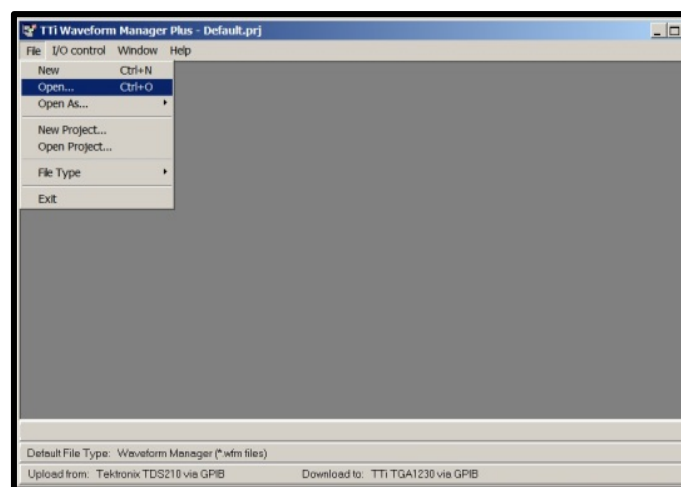 TTi Waveform Manager Plus - Default.prj
File I/O control Window Help
New Ctrl+N
Open... Ctrl+O
Open As...
New Project...
Open Project...
File Type
Exit
Default File Type: Waveform Manager (*.wfm files)
Upload from: Tektronix TDS210 via GPIB Download to: TTi TGA1230 via GPIB